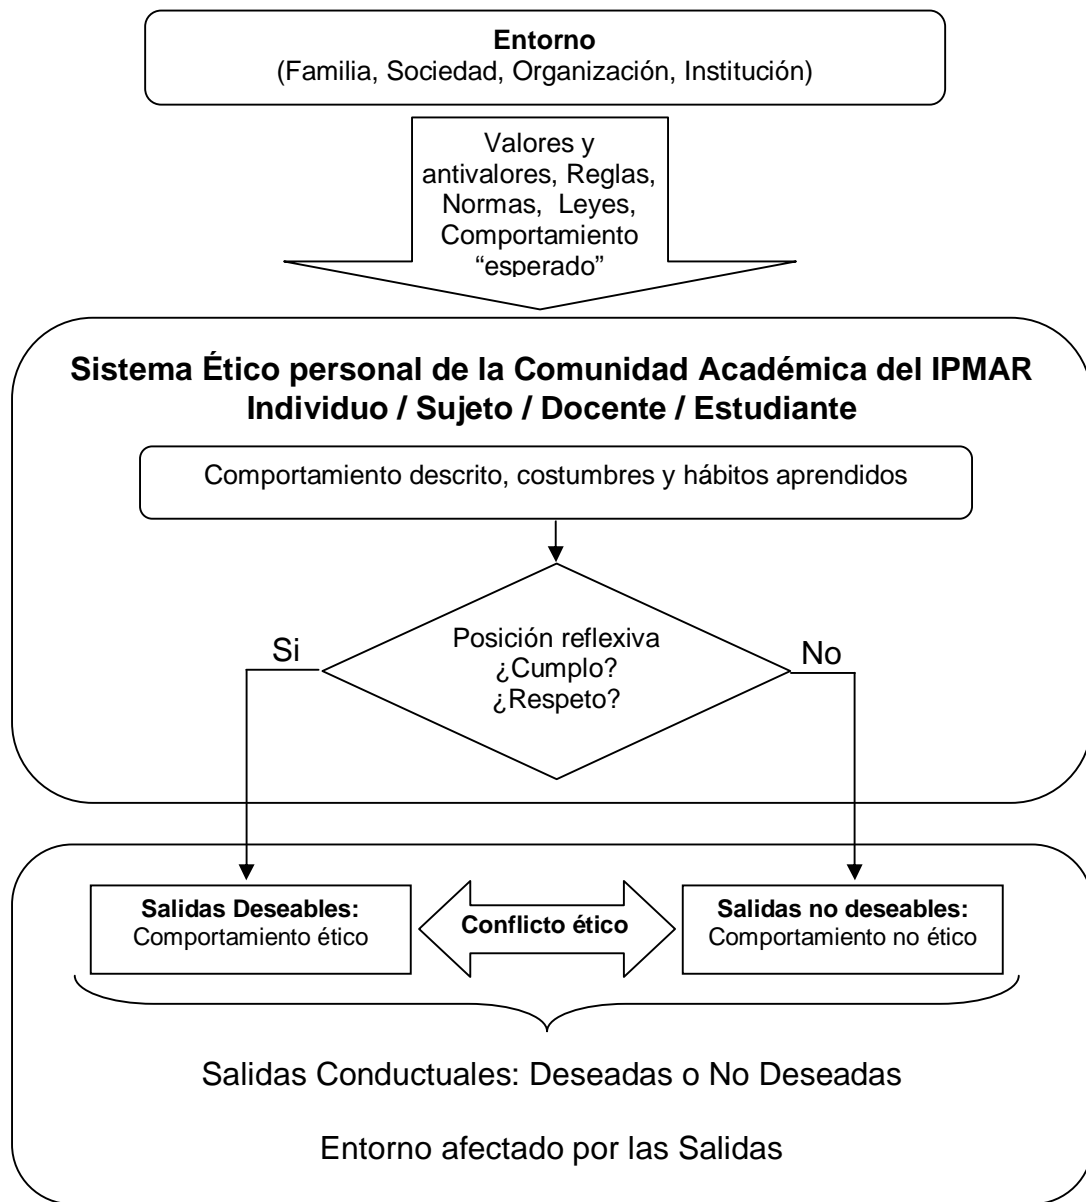 Entorno
(Familia, Sociedad, Organización, Institución)
Valores y
antivalores, Reglas,
Normas, Leyes,
Comportamiento
“esperado”
Sistema Ético personal de la Comunidad Académica del IPMAR
Individuo / Sujeto / Docente / Estudiante
Comportamiento descrito, costumbres y hábitos aprendidos
Posición reflexiva
¿Cumplo?
¿Respeto?
Si
No
Salidas Deseables:
Comportamiento ético
Conflicto ético
Salidas no deseables:
Comportamiento no ético
Salidas Conductuales: Deseadas o No Deseadas
Entorno afectado por las Salidas